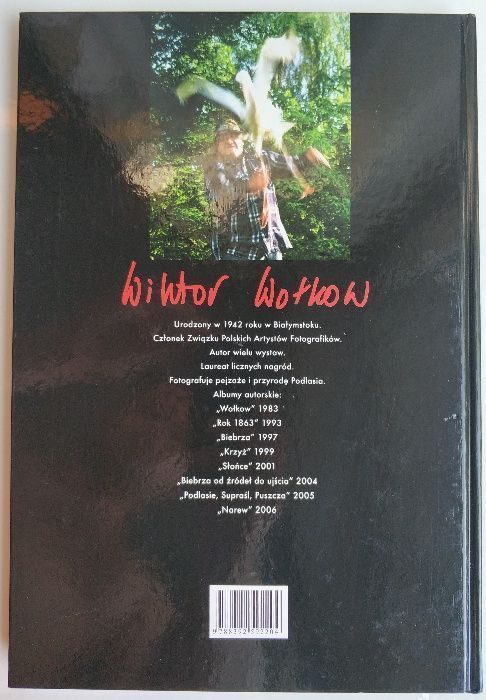 Wiktor Wołkow
Urodzony w 1942 roku w Białymstoku.
Członek Związku Polskich Artystów Fotografików.
Autor wielu wystaw.
Laureat licznych nagród.
Fotografuje pejzaże i przyrodę Podlasia.
Albumy autorskie:
„Wołkow” 1983
„Rok 1863” 1993
„Biebrza” 1997
„Krzyż” 1999
„Słońce” 2001
„Biebrza od źródeł do ujścia” 2004
„Podlasie, Supraśl, Puszcza” 2005
„Narew” 2006